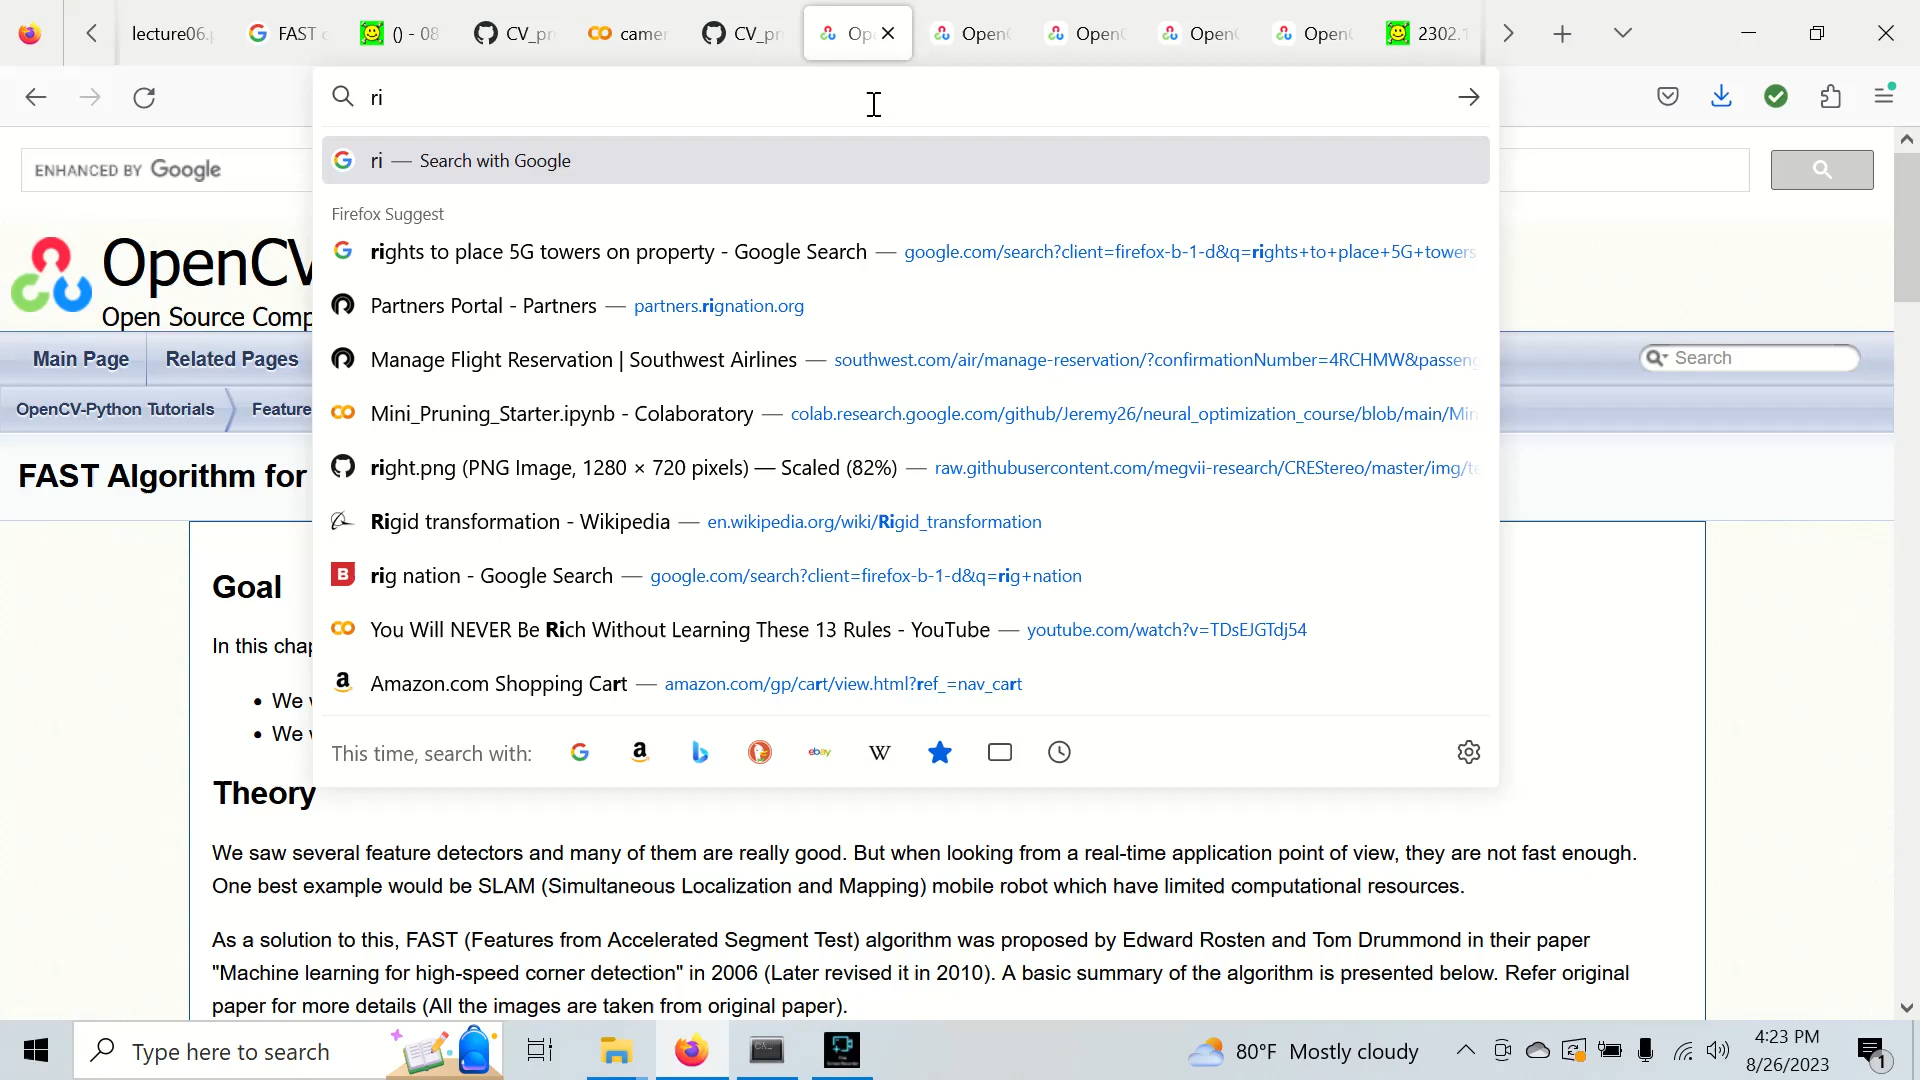 lecture06.
FAST
() - 08
CV_pr
camer
CV_pr
Op
Open
Open
Open
Open
2302.1
ri
ENHANCED BY Google
ri — Search with Google
Firefox Suggest
rights to place 5G towers on property - Google Search — google.com/search?client=firefox-b-1-d&q=rights+to+place+5G+towers
Partners Portal - Partners — partners.rignation.org
Manage Flight Reservation | Southwest Airlines — southwest.com/air/manage-reservation/?confirmationNumber=4RCHMW&passeng
Mini_Pruning_Starter.ipynb - Colaboratory — colab.research.google.com/github/Jeremy26/neural_optimization_course/blob/main/Min
right.png (PNG Image, 1280 × 720 pixels) — Scaled (82%) — raw.githubusercontent.com/megvii-research/CREStereo/master/img/te
Rigid transformation - Wikipedia — en.wikipedia.org/wiki/Rigid_transformation
rig nation - Google Search — google.com/search?client=firefox-b-1-d&q=rig+nation
You Will NEVER Be Rich Without Learning These 13 Rules - YouTube — youtube.com/watch?v=TDsEJGTdj54
Amazon.com Shopping Cart — amazon.com/gp/cart/view.html?ref_=nav_cart
This time, search with:
OpenCV
Open Source Comp
Main Page
Related Pages
Search
OpenCV-Python Tutorials
Feature
FAST Algorithm for
Goal
In this chap
• We
• We
Theory
We saw several feature detectors and many of them are really good. But when looking from a real-time application point of view, they are not fast enough.
One best example would be SLAM (Simultaneous Localization and Mapping) mobile robot which have limited computational resources.
As a solution to this, FAST (Features from Accelerated Segment Test) algorithm was proposed by Edward Rosten and Tom Drummond in their paper
"Machine learning for high-speed corner detection" in 2006 (Later revised it in 2010). A basic summary of the algorithm is presented below. Refer original
paper for more details (All the images are taken from original paper).
Type here to search
80°F Mostly cloudy
4:23 PM
8/26/2023
1